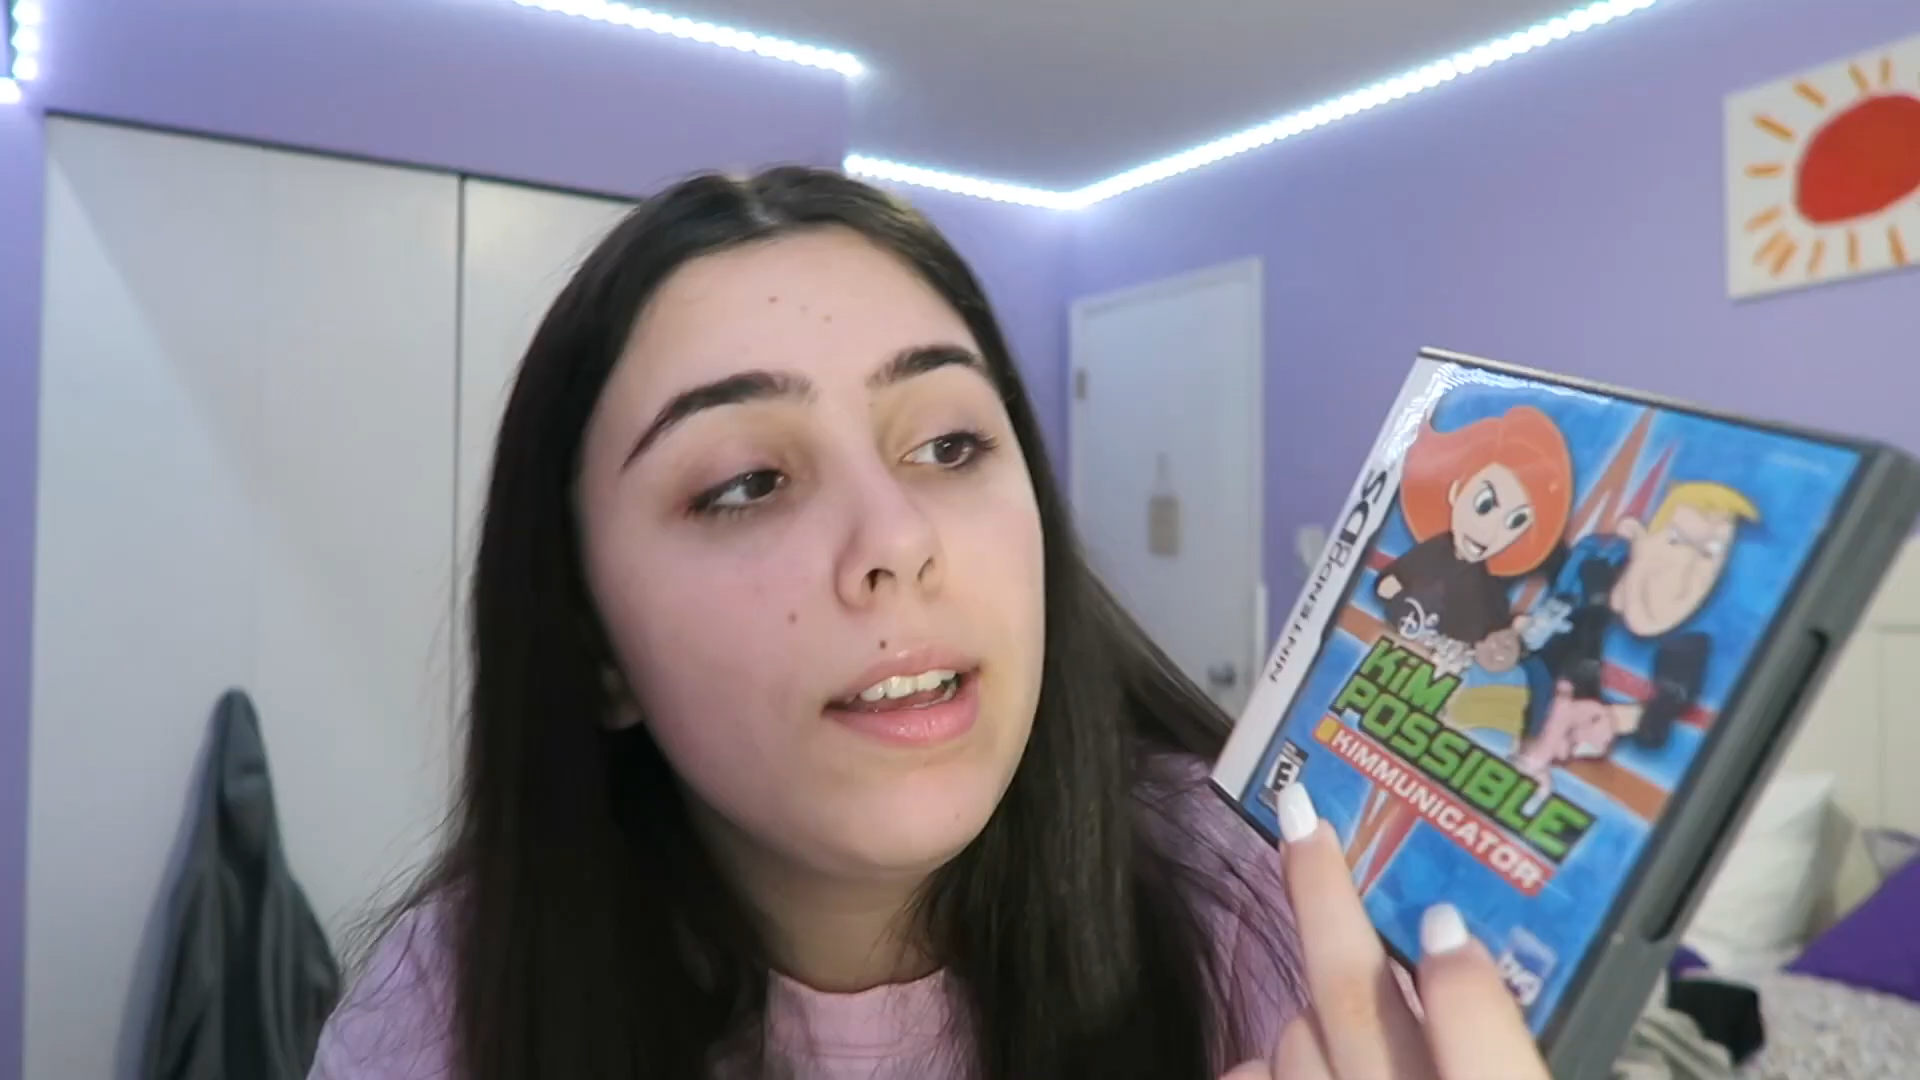 NINTENDO DS
Disney's
KIM
POSSIBLE
KIMMUNICATOR
E